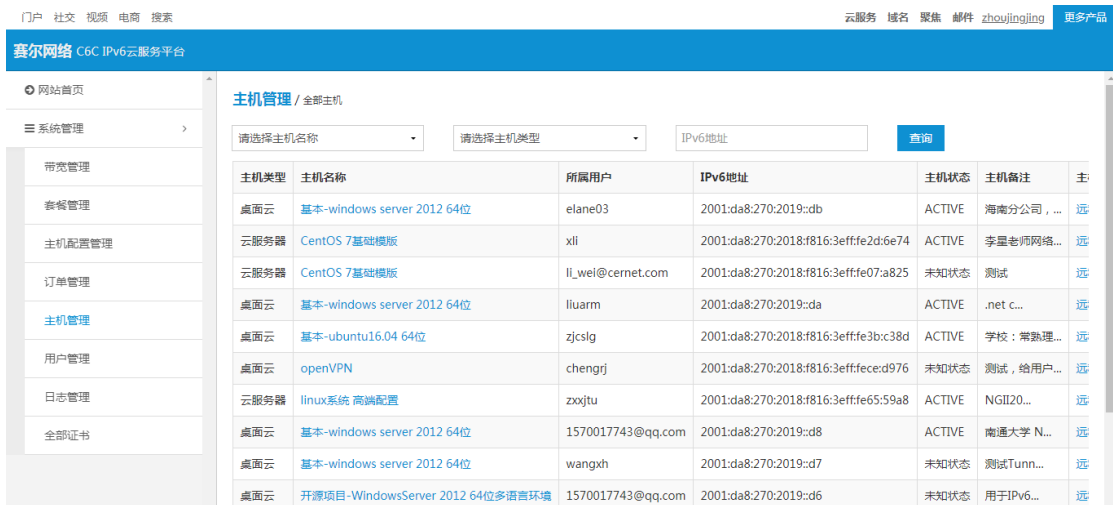 门户 社交 视频 电商 搜索 云服务 域名 聚焦 邮件 zhoujingjing 更多产品
赛尔网络 C6C IPv6云服务平台
网站首页
系统管理
带宽管理
套餐管理
主机配置管理
订单管理
主机管理
用户管理
日志管理
全部证书
主机管理 / 全部主机
请选择主机名称 请选择主机类型 IPv6地址 查询
主机类型 主机名称 所属用户 IPv6地址 主机状态 主机备注 主
桌面云 基本-windows server 2012 64位 elane03 2001:da8:270:2019::db ACTIVE 海南分公司，... 远
云服务器 CentOS 7基础模版 xli 2001:da8:270:2018:f816:3eff:fe2d:6e74 ACTIVE 李星老师网络... 远
云服务器 CentOS 7基础模版 li_wei@cernet.com 2001:da8:270:2018:f816:3eff:fe07:a825 未知状态 测试 远
桌面云 基本-windows server 2012 64位 liuarm 2001:da8:270:2019::da ACTIVE .net c... 远
桌面云 基本-ubuntu16.04 64位 zjcslg 2001:da8:270:2018:f816:3eff:fe3b:c38d ACTIVE 学校：常熟理... 远
桌面云 openVPN chengrj 2001:da8:270:2018:f816:3eff:fece:d976 未知状态 测试，给用户... 远
云服务器 linux系统 高端配置 zxxjtu 2001:da8:270:2018:f816:3eff:fe65:59a8 ACTIVE NGII20... 远
桌面云 基本-windows server 2012 64位 1570017743@qq.com 2001:da8:270:2019::d8 ACTIVE 南通大学 N... 远
桌面云 基本-windows server 2012 64位 wangxh 2001:da8:270:2019::d7 未知状态 测试Tunn... 远
桌面云 开源项目-WindowsServer 2012 64位多语言环境 1570017743@qq.com 2001:da8:270:2019::d6 未知状态 用于IPv6... 远